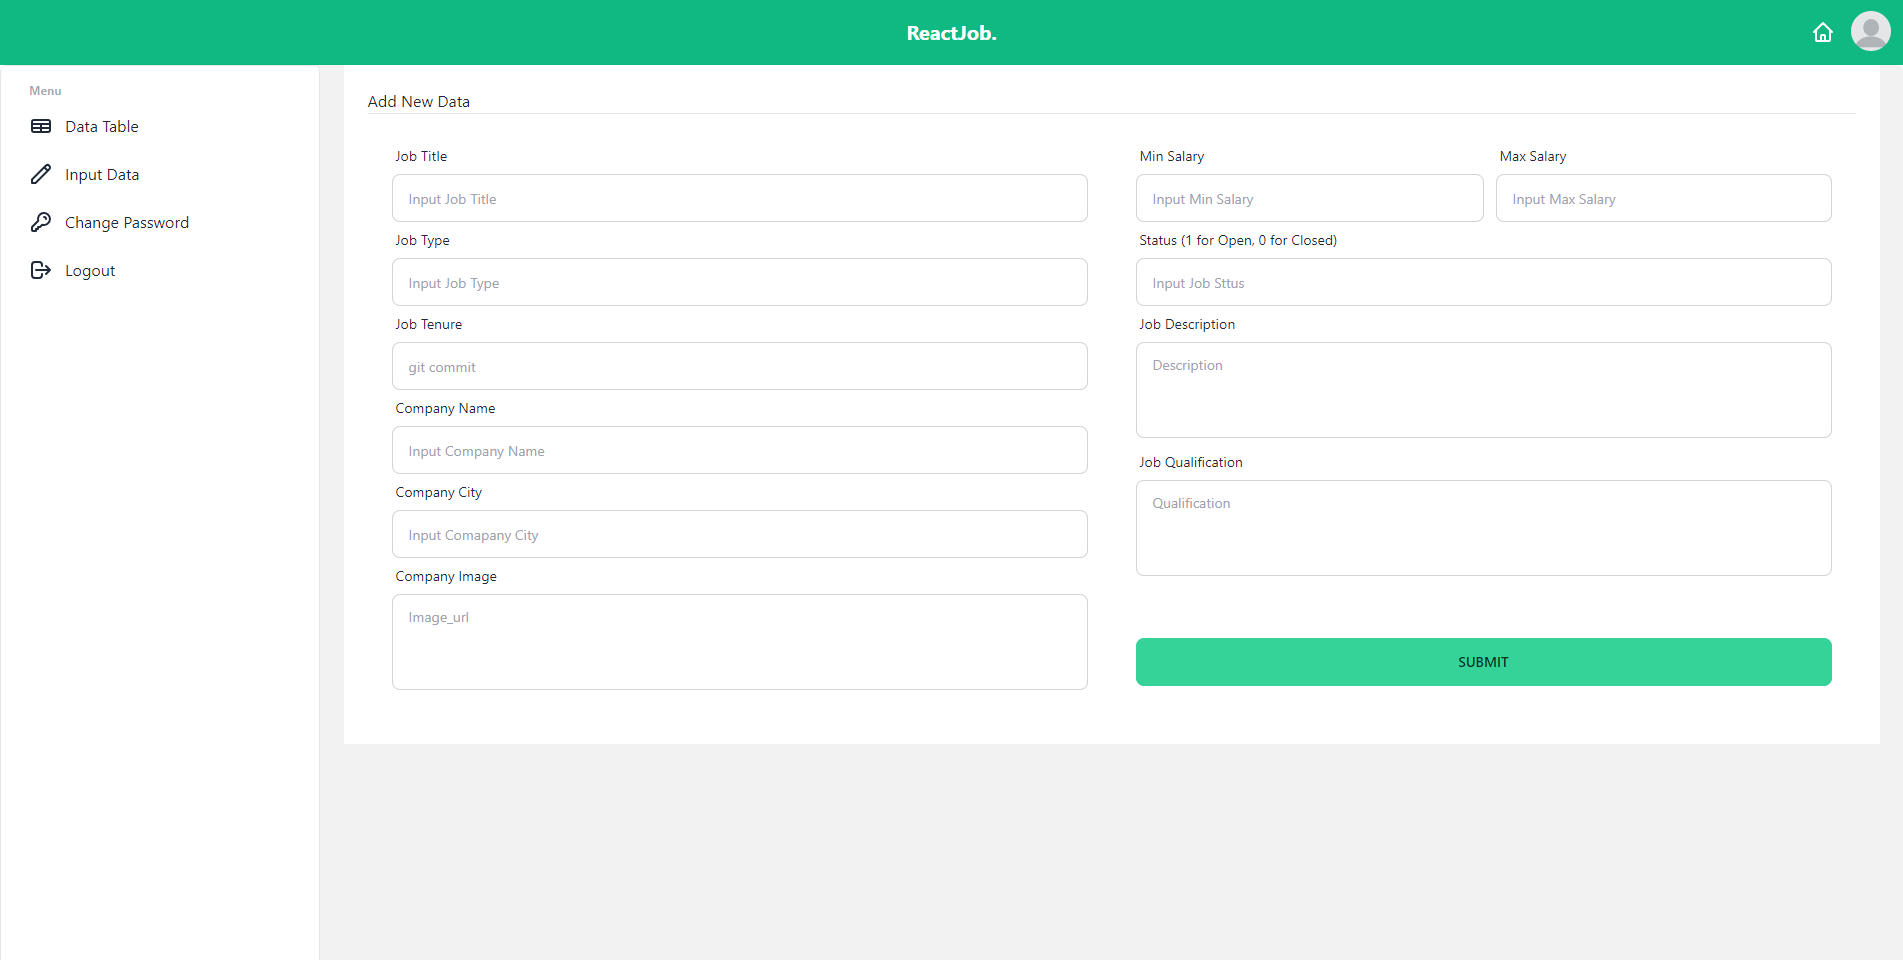 ReactJob.
Menu
Data Table
Input Data
Change Password
Logout
Add New Data
Job Title
Input Job Title
Job Type
Input Job Type
Job Tenure
git commit
Company Name
Input Company Name
Company City
Input Comapany City
Company Image
Image_url
Min Salary
Input Min Salary
Max Salary
Input Max Salary
Status (1 for Open, 0 for Closed)
Input Job Sttus
Job Description
Description
Job Qualification
Qualification
SUBMIT